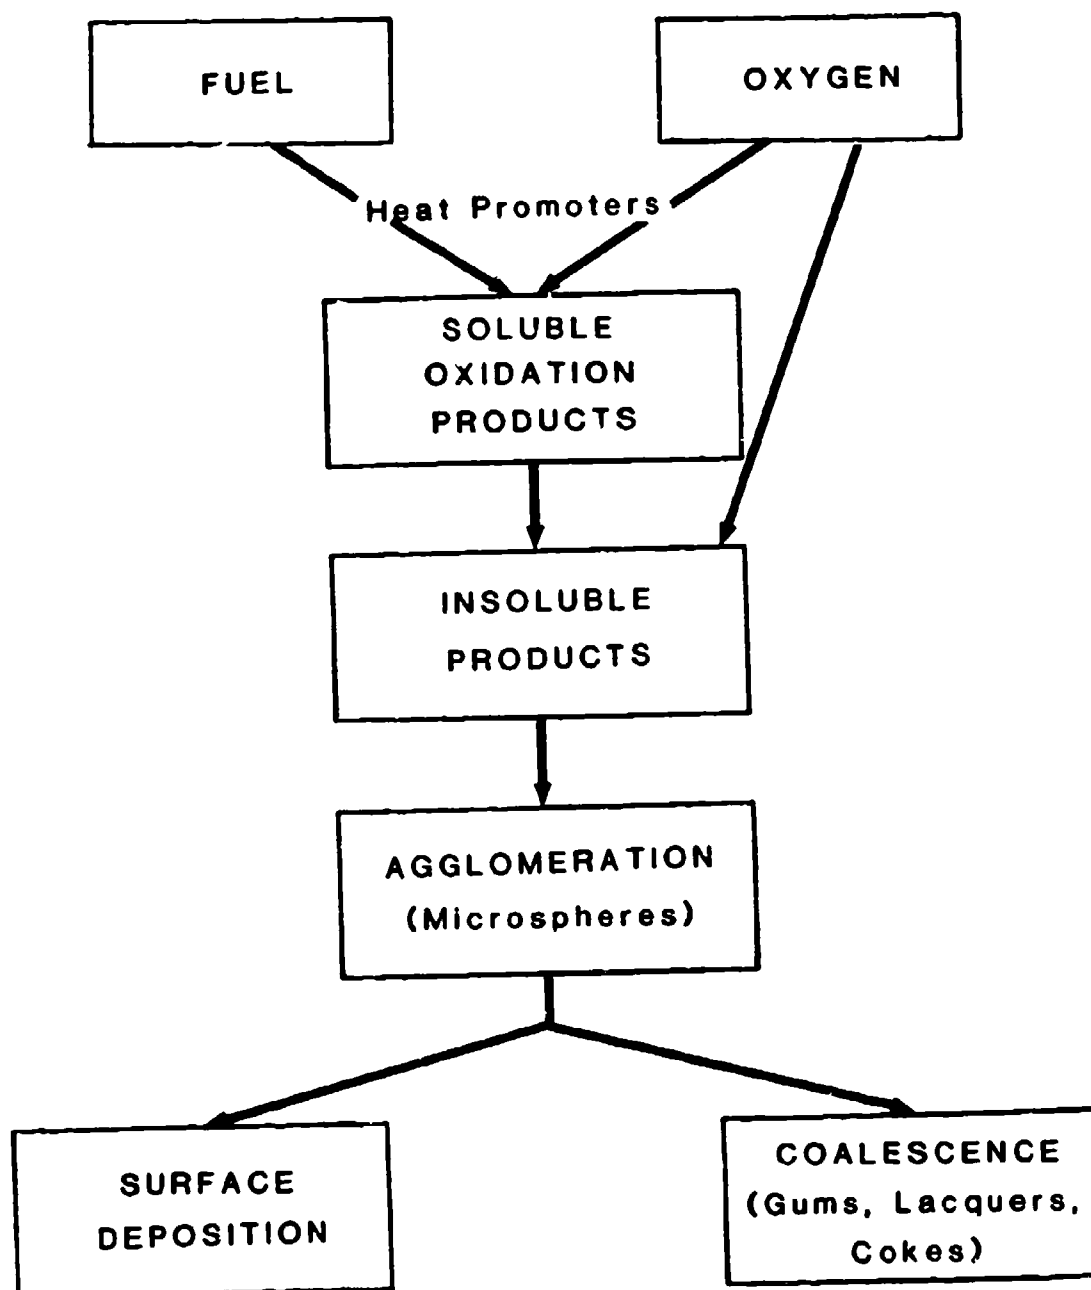 FUEL
OXYGEN
Heat Promoters
SOLUBLE
OXIDATION
PRODUCTS
INSOLUBLE
PRODUCTS
AGGLOMERATION
(Microspheres)
SURFACE
DEPOSITION
COALESCENCE
(Gums, Lacquers,
Cokes)